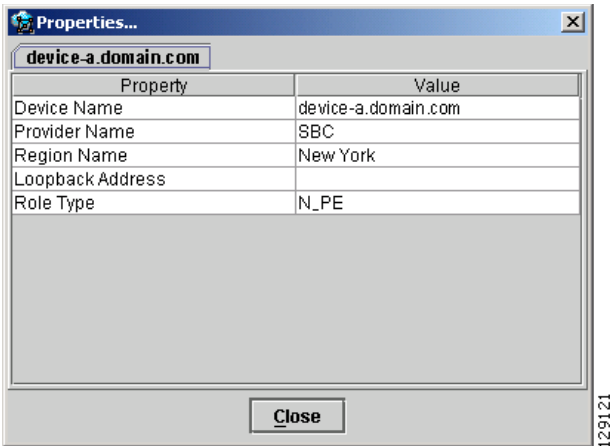 Properties...
device-a.domain.com
Property Value
Device Name device-a.domain.com
Provider Name SBC
Region Name New York
Loopback Address
Role Type N_PE
Close
129121